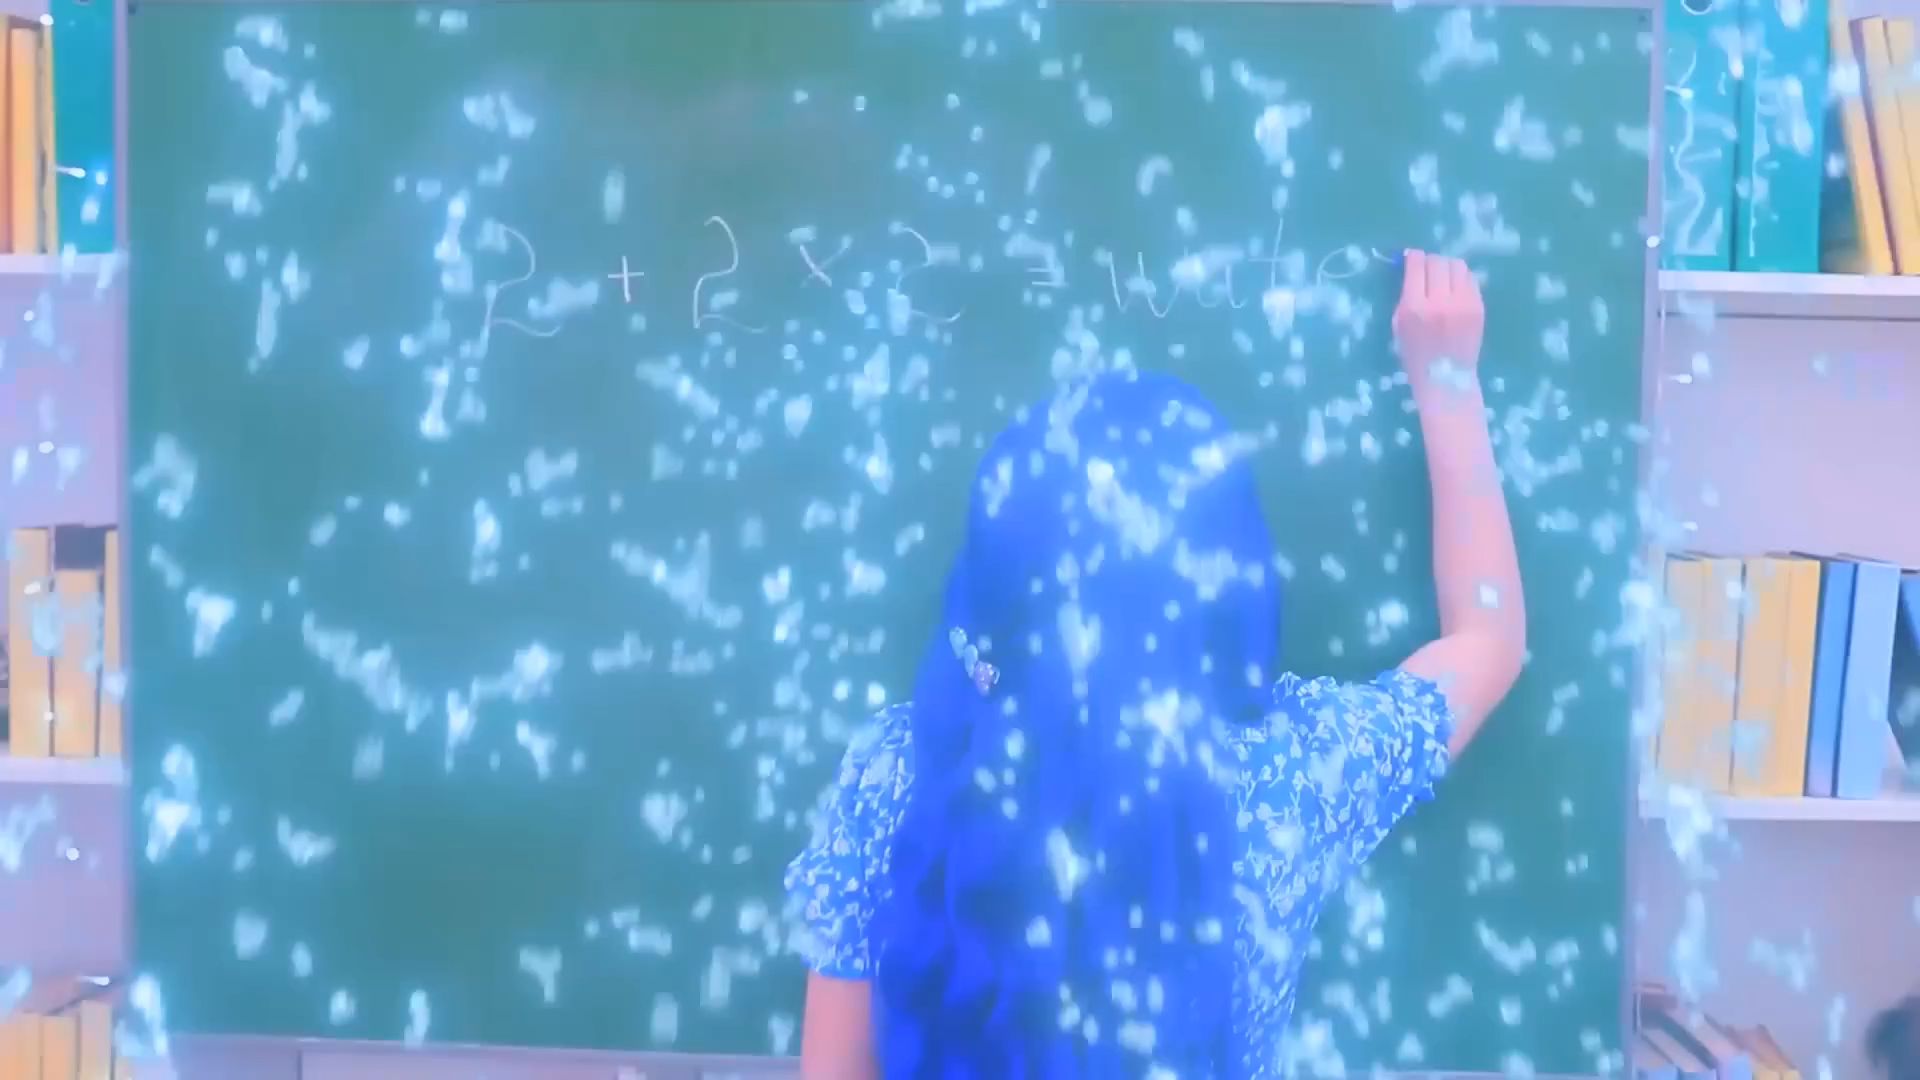 2 + 2 x 2 = water